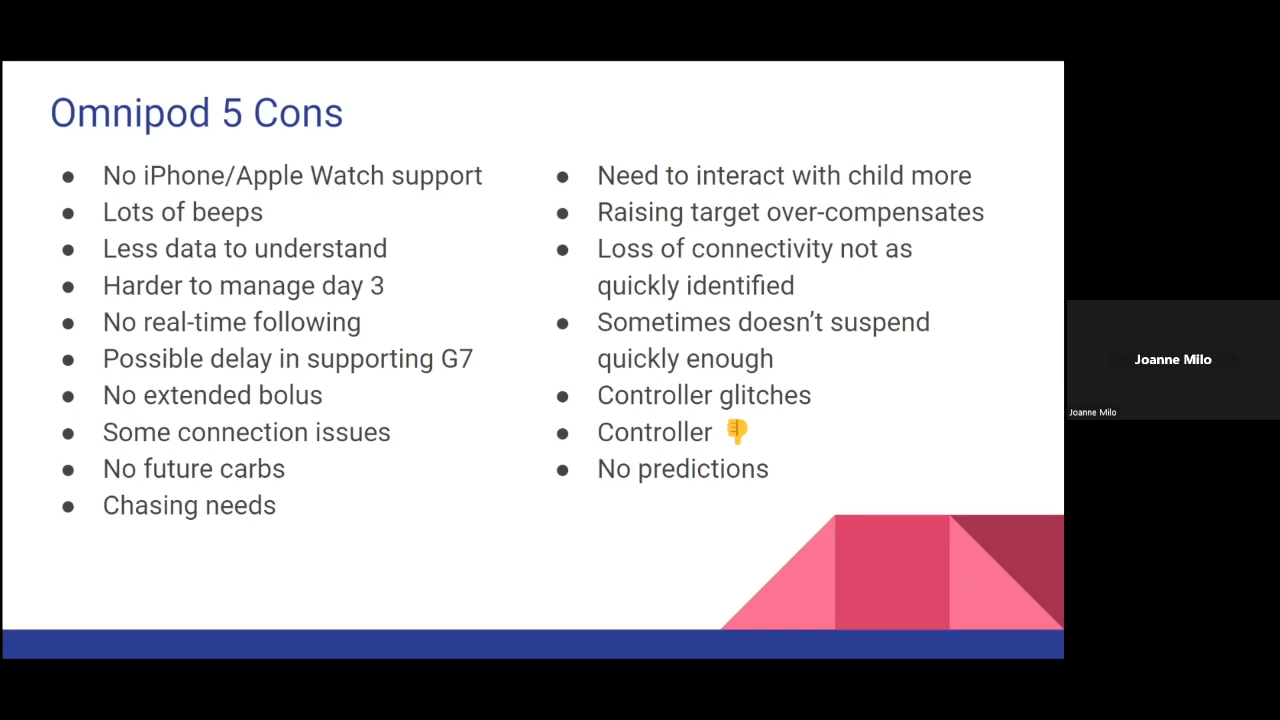 Omnipod 5 Cons
● No iPhone/Apple Watch support
● Lots of beeps
● Less data to understand
● Harder to manage day 3
● No real-time following
● Possible delay in supporting G7
● No extended bolus
● Some connection issues
● No future carbs
● Chasing needs
● Need to interact with child more
● Raising target over-compensates
● Loss of connectivity not as
quickly identified
● Sometimes doesn’t suspend
quickly enough
● Controller glitches
● Controller 👎
● No predictions
Joanne Milo
Joanne Milo